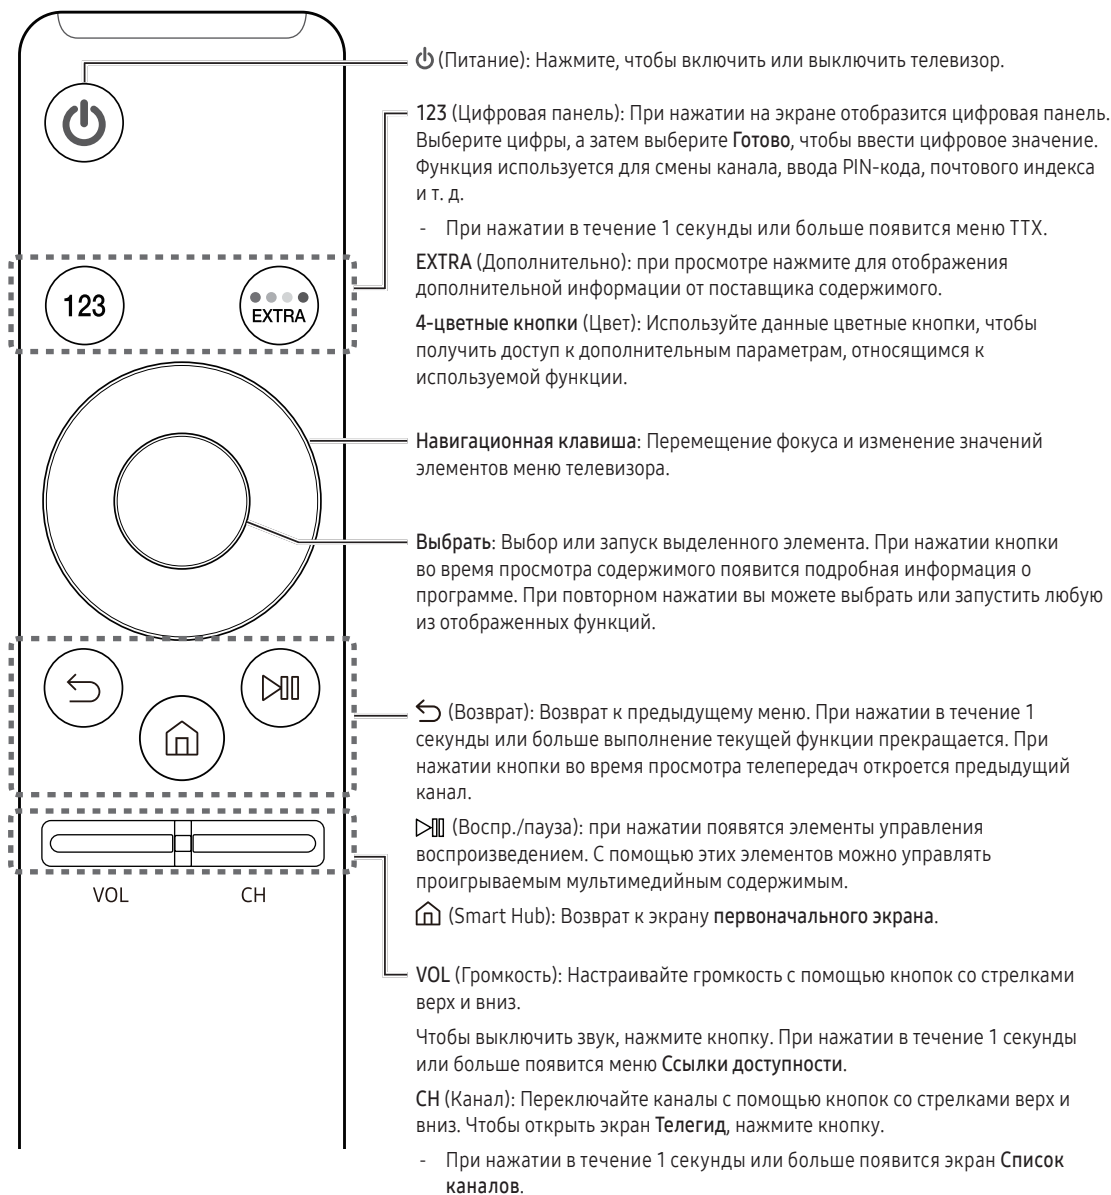 (Питание): Нажмите, чтобы включить или выключить телевизор.
123 (Цифровая панель): При нажатии на экране отобразится цифровая панель.
Выберите цифры, а затем выберите Готово, чтобы ввести цифровое значение.
Функция используется для смены канала, ввода PIN-кода, почтового индекса
и т. д.
- При нажатии в течение 1 секунды или больше появится меню TTX.
123
EXTRA
EXTRA (Дополнительно): при просмотре нажмите для отображения
дополнительной информации от поставщика содержимого.
4-цветные кнопки (Цвет): Используйте данные цветные кнопки, чтобы
получить доступ к дополнительным параметрам, относящимся к
используемой функции.
Навигационная клавиша: Перемещение фокуса и изменение значений
элементов меню телевизора.
Выбрать: Выбор или запуск выделенного элемента. При нажатии кнопки
во время просмотра содержимого появится подробная информация о
программе. При повторном нажатии вы можете выбрать или запустить любую
из отображенных функций.
(Возврат): Возврат к предыдущему меню. При нажатии в течение 1
секунды или больше выполнение текущей функции прекращается. При
нажатии кнопки во время просмотра телепередач откроется предыдущий
канал.
(Воспр./пауза): при нажатии появятся элементы управления
воспроизведением. С помощью этих элементов можно управлять
проигрываемым мультимедийным содержимым.
(Smart Hub): Возврат к экрану первоначального экрана.
VOL
CH
VOL (Громкость): Настраивайте громкость с помощью кнопок со стрелками
верх и вниз.
Чтобы выключить звук, нажмите кнопку. При нажатии в течение 1 секунды
или больше появится меню Ссылки доступности.
CH (Канал): Переключайте каналы с помощью кнопок со стрелками верх и
вниз. Чтобы открыть экран Телегид, нажмите кнопку.
- При нажатии в течение 1 секунды или больше появится экран Список
каналов.